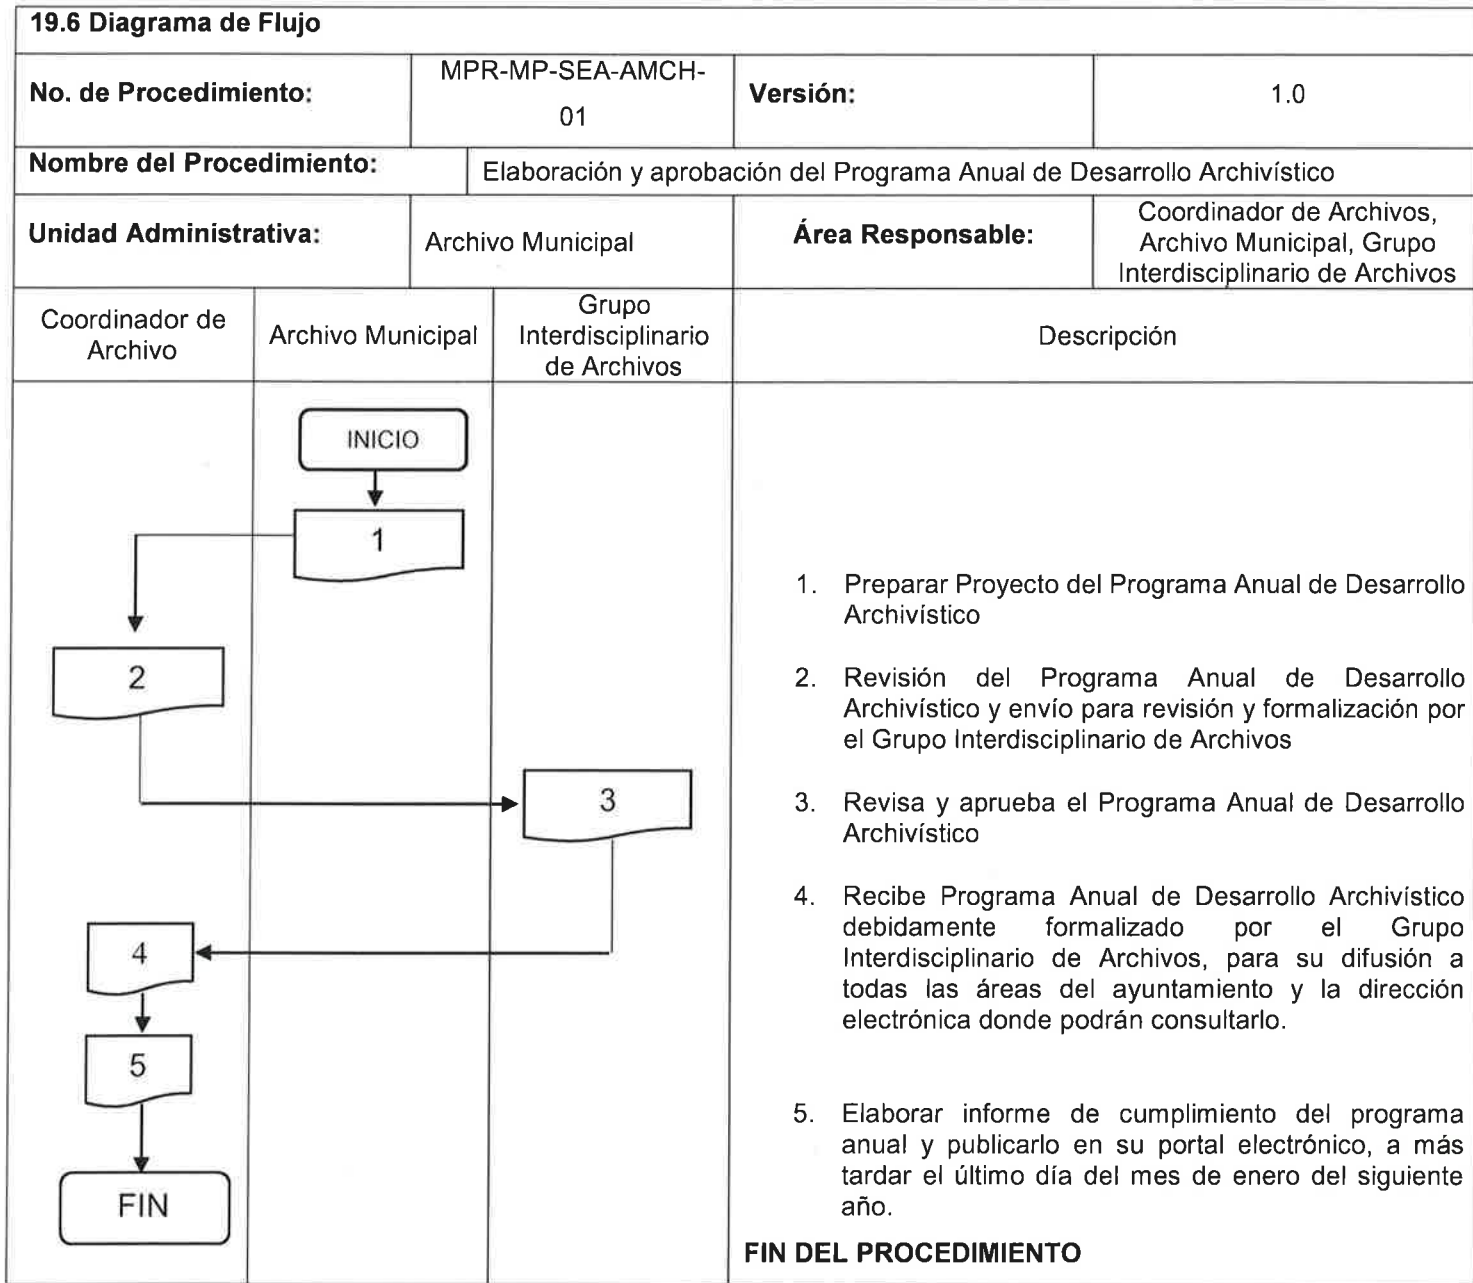 19.6 Diagrama de Flujo
No. de Procedimiento:
MPR-MP-SEA-AMCH-
01
Versión:
1.0
Nombre del Procedimiento:
Elaboración y aprobación del Programa Anual de Desarrollo Archivístico
Unidad Administrativa:
Archivo Municipal
Área Responsable:
Coordinador de Archivos,
Archivo Municipal, Grupo
Interdisciplinario de Archivos
Coordinador de
Archivo
Archivo Municipal
Grupo
Interdisciplinario
de Archivos
Descripción
INICIO
1
2
3
4
5
FIN
1. Preparar Proyecto del Programa Anual de Desarrollo
Archivístico
2. Revisión del Programa Anual de Desarrollo
Archivístico y envío para revisión y formalización por
el Grupo Interdisciplinario de Archivos
3. Revisa y aprueba el Programa Anual de Desarrollo
Archivístico
4. Recibe Programa Anual de Desarrollo Archivístico
debidamente formalizado por el Grupo
Interdisciplinario de Archivos, para su difusión a
todas las áreas del ayuntamiento y la dirección
electrónica donde podrán consultarlo.
5. Elaborar informe de cumplimiento del programa
anual y publicarlo en su portal electrónico, a más
tardar el último día del mes de enero del siguiente
año.
FIN DEL PROCEDIMIENTO